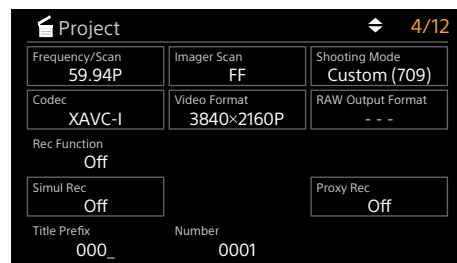 Project 4/12
Frequency/Scan Imager Scan Shooting Mode
59.94P FF Custom (709)
Codec Video Format RAW Output Format
XAVC-I 3840×2160P - - -
Rec Function
Off
Simul Rec Proxy Rec
Off Off
Title Prefix Number
000_ 0001